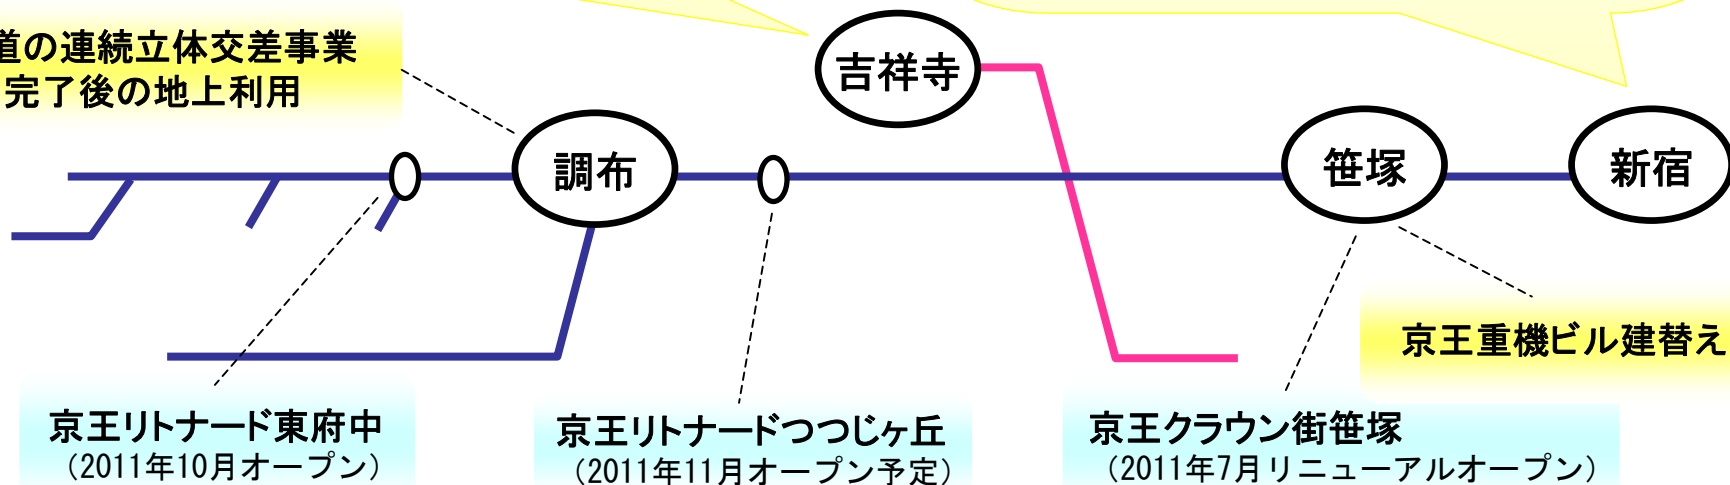 道の連続立体交差事業
完了後の地上利用
吉祥寺
調布
笹塚
新宿
京王重機ビル建替え
京王リトナード東府中
（2011年10月オープン）
京王リトナードつつじヶ丘
（2011年11月オープン予定）
京王クラウン街笹塚
（2011年7月リニューアルオープン）